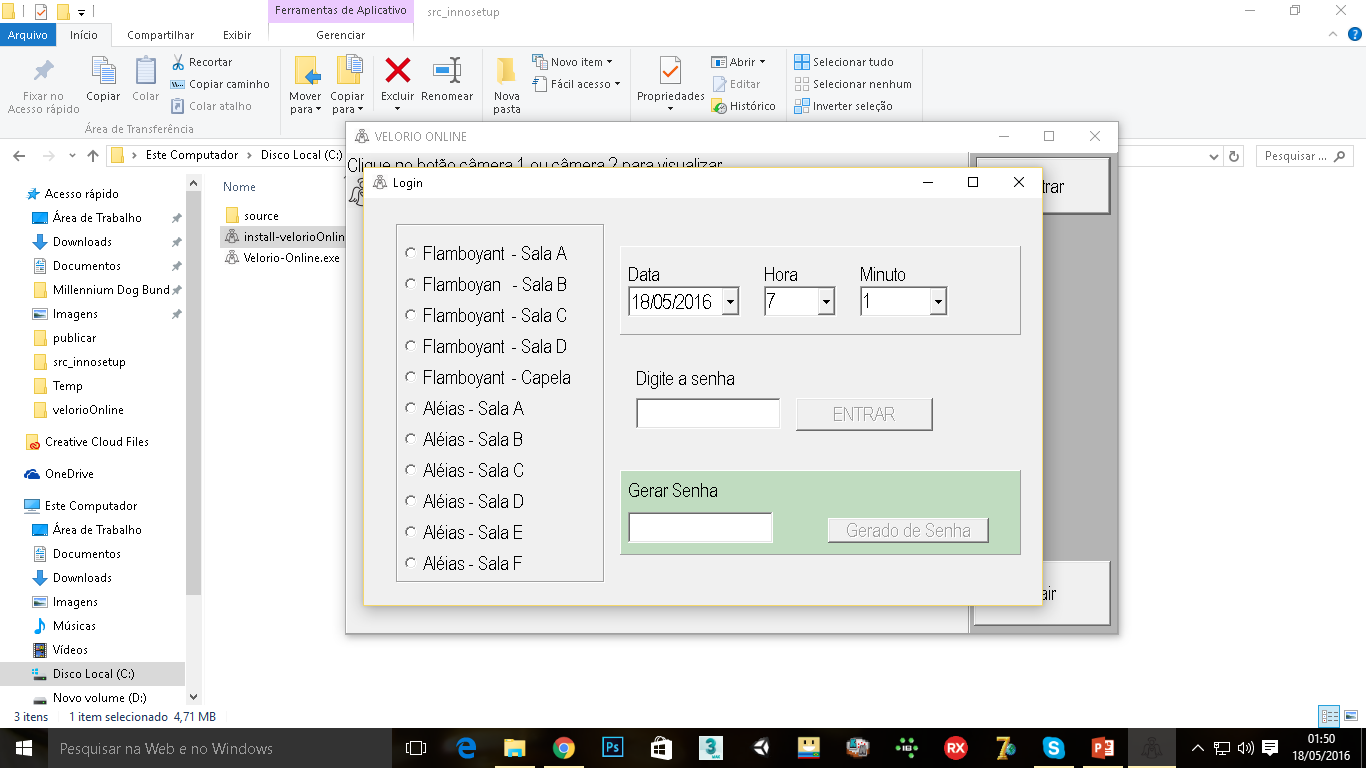 Ferramentas de Aplicativo
src_innosetup
Arquivo
Início
Compartilhar
Exibir
Gerenciar
Fixar no
Acesso rápido
Copiar
Colar
Recortar
Copiar caminho
Colar atalho
Área de Transferência
Mover
para
Copiar
para
Excluir
Renomear
Nova
pasta
Novo item
Fácil acesso
Propriedades
Abrir
Editar
Histórico
Selecionar tudo
Selecionar nenhum
Inverter seleção
Este Computador
Disco Local (C:)
Pesquisar ...
Acesso rápido
Área de Trabalho
Downloads
Documentos
Millennium Dog Bund
Imagens
publicar
src_innosetup
Temp
velorioOnline
Creative Cloud Files
OneDrive
Este Computador
Área de Trabalho
Documentos
Downloads
Imagens
Músicas
Vídeos
Disco Local (C:)
Novo volume (D:)
Nome
source
install-velorioOnlin
Velorio-Online.exe
VELORIO ONLINE
Clique no botão câmera 1 ou câmera 2 para visualizar
trar
air
Login
Flamboyant - Sala A
Flamboyan - Sala B
Flamboyant - Sala C
Flamboyant - Sala D
Flamboyant - Capela
Aléias - Sala A
Aléias - Sala B
Aléias - Sala C
Aléias - Sala D
Aléias - Sala E
Aléias - Sala F
Data
Hora
Minuto
18/05/2016
7
1
Digite a senha
ENTRAR
Gerar Senha
Gerado de Senha
3 itens
1 item selecionado 4,71 MB
Pesquisar na Web e no Windows
01:50
18/05/2016